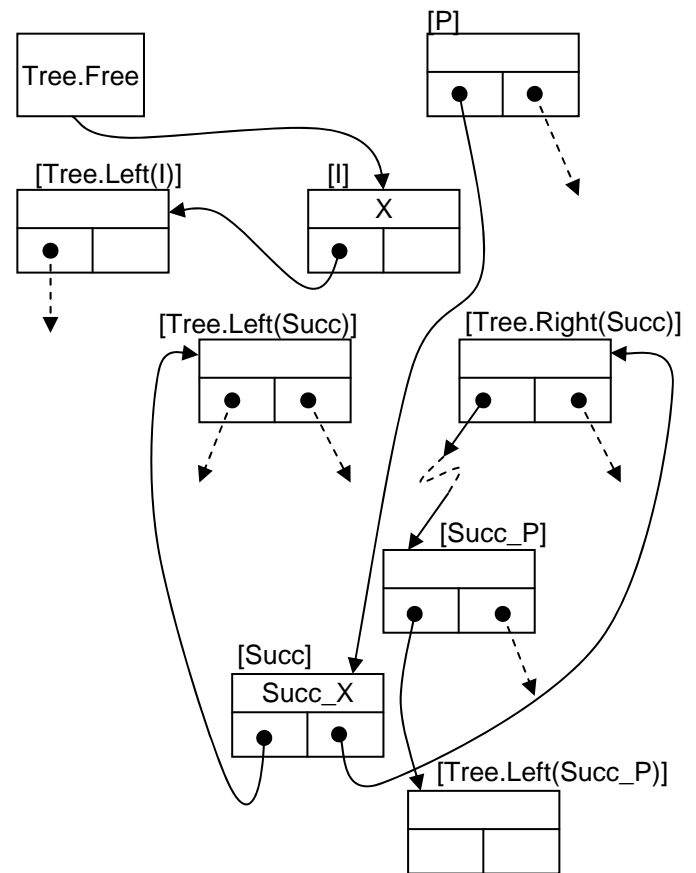 [P]
Tree.Free
[Tree.Left(I)]
[I]
X
[Tree.Left(Succ)]
[Tree.Right(Succ)]
[Succ_P]
[Succ]
Succ_X
[Tree.Left(Succ_P)]